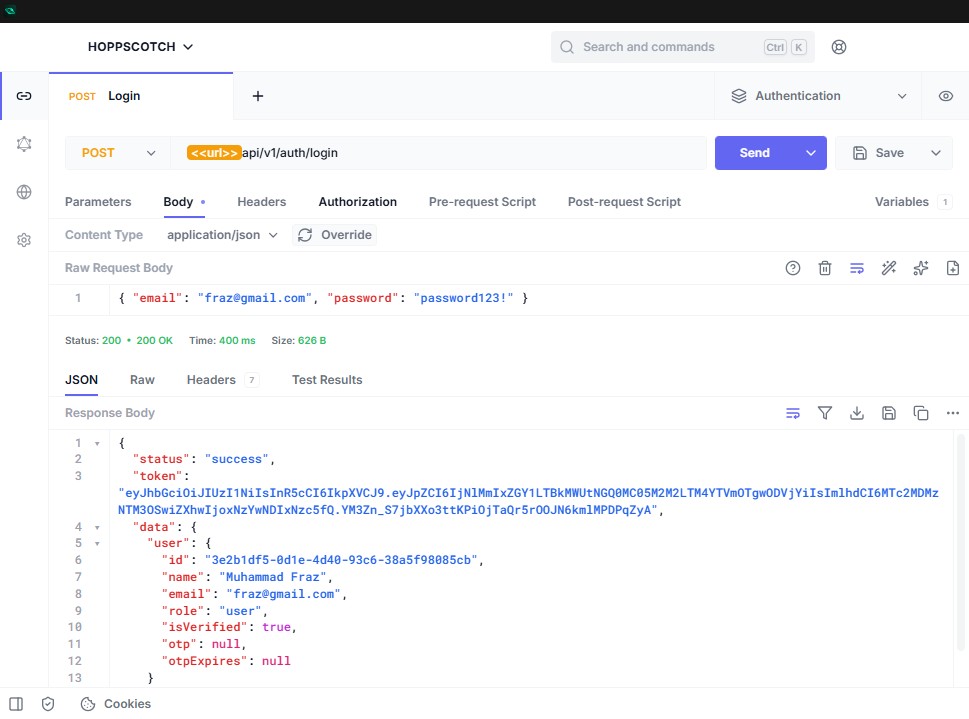 HOPPSCOTCH
Search and commands Ctrl K
POST Login
Authentication
POST <<url>>api/v1/auth/login Send Save
Parameters Body Headers Authorization Pre-request Script Post-request Script Variables 1
Content Type application/json Override
Raw Request Body
1 { "email": "fraz@gmail.com", "password": "password123!" }
Status: 200 • 200 OK Time: 400 ms Size: 626 B
JSON Raw Headers 7 Test Results
Response Body
1 {
2 "status": "success",
3 "token":
"eyJhbGciOiJIUzI1NiIsInR5cCI6IkpXVCJ9.eyJpZCI6IjNlMmIxZGY1LTBkMWUtNGQ0MC05M2M2LTM4YTVmOTgwODVjYiIsImlhdCI6MTc2MDMz
NTM3OSwiZXhwIjoxNzYwNDIxNzc5fQ.YM3Zn_S7jbXXo3ttKPiOjTaQr5rOOJN6kmlMPDPqZyA",
4 "data": {
5 "user": {
6 "id": "3e2b1df5-0d1e-4d40-93c6-38a5f98085cb",
7 "name": "Muhammad Fraz",
8 "email": "fraz@gmail.com",
9 "role": "user",
10 "isVerified": true,
11 "otp": null,
12 "otpExpires": null
13 }
Cookies